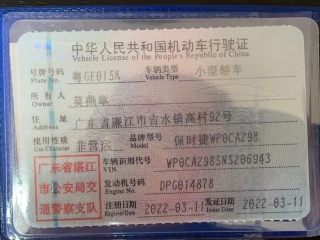 中华人民共和国机动车行驶证
Vehicle License of the People's Republic of China
号牌号码 粤GE015K 车辆类型 小型轿车
Plate No. Vehicle Type
所有人 莫燕燕
Owner
住址 广东省廉江市吉水镇高村92号
Address
使用性质 非营运 品牌型号 保时捷WP0CA298
Use Character Model
广东省湛江 车辆识别代号 WP0CA2985NS206943
VIN
市公安局交 发动机号码 DPG014878
Engine No.
通警察支队 注册日期 2022-03-11 发证日期 2022-03-11
Register Date Issue Date